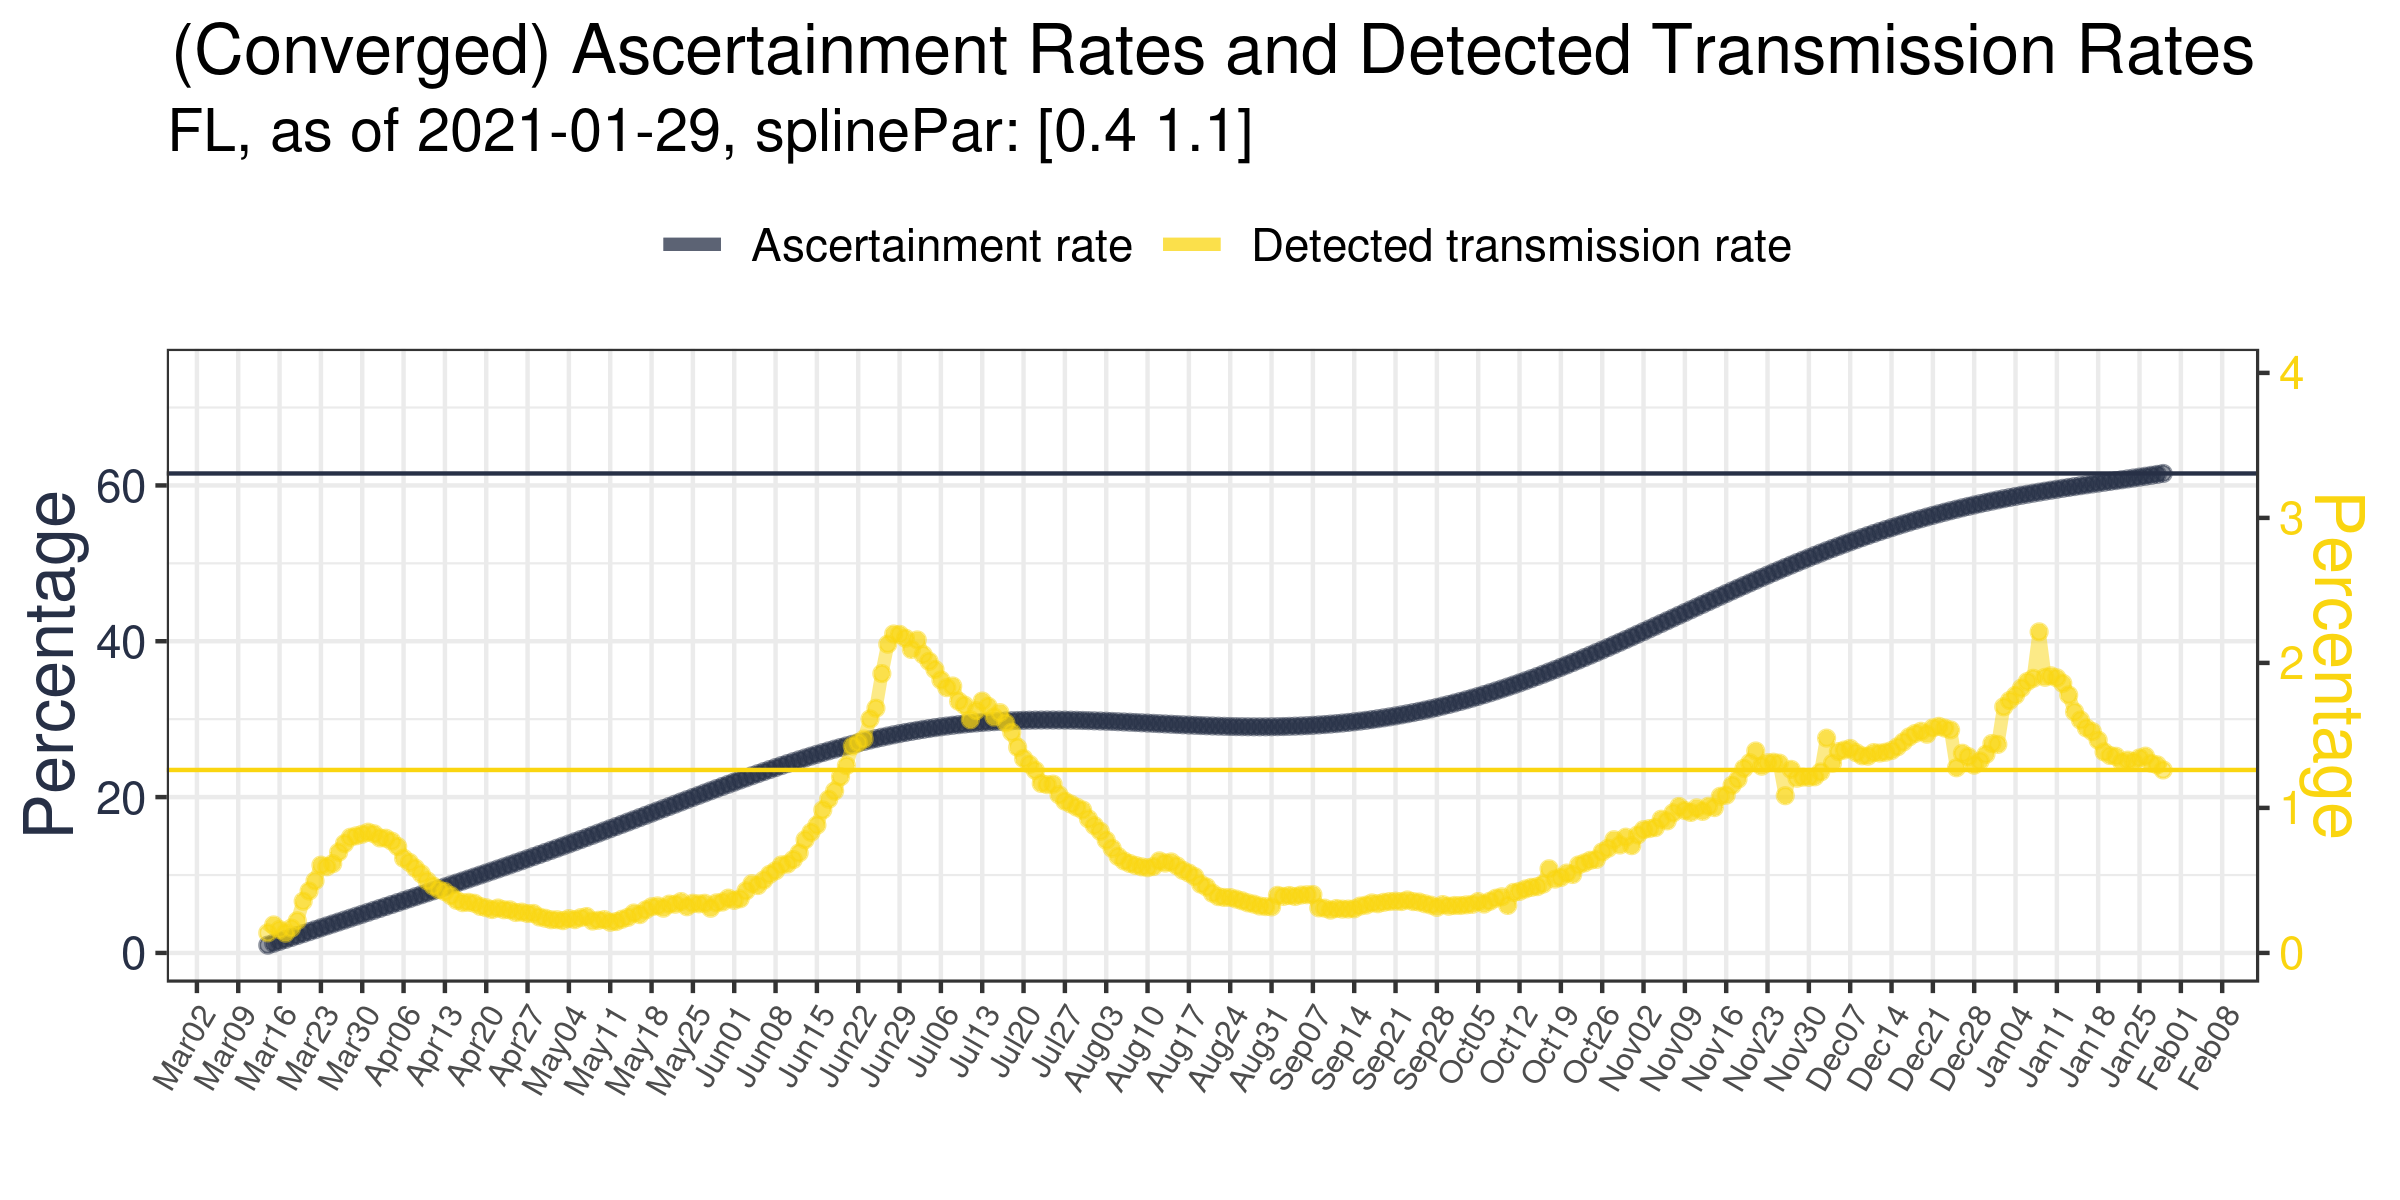 (Converged) Ascertainment Rates and Detected Transmission Rates
FL, as of 2021-01-29, splinePar: [0.4 1.1]
Ascertainment rate
Detected transmission rate
Percentage
60
40
20
0
4
3
2
1
0
Percentage
Mar02
Mar09
Mar16
Mar23
Mar30
Apr06
Apr13
Apr20
Apr27
May04
May11
May18
May25
Jun01
Jun08
Jun15
Jun22
Jun29
Jul06
Jul13
Jul20
Jul27
Aug03
Aug10
Aug17
Aug24
Aug31
Sep07
Sep14
Sep21
Sep28
Oct05
Oct12
Oct19
Oct26
Nov02
Nov09
Nov16
Nov23
Nov30
Dec07
Dec14
Dec21
Dec28
Jan04
Jan11
Jan18
Jan25
Feb01
Feb08